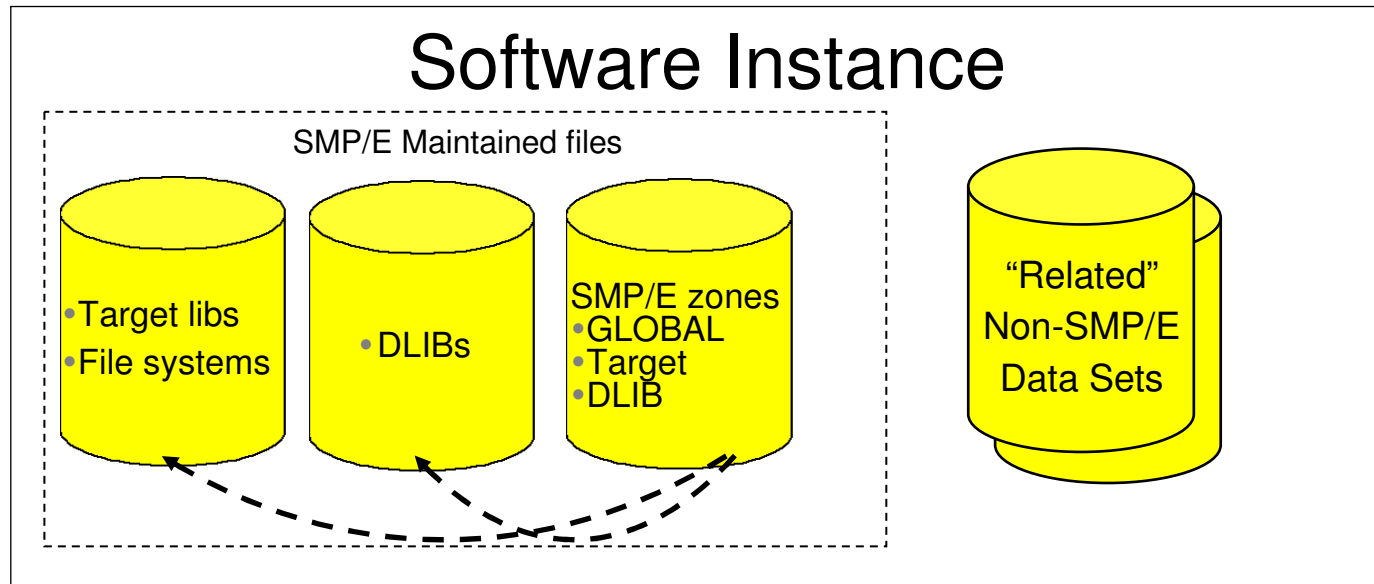 Software Instance
SMP/E Maintained files
•Target libs
•File systems
•DLIBs
SMP/E zones
•GLOBAL
•Target
•DLIB
“Related”
Non-SMP/E
Data Sets